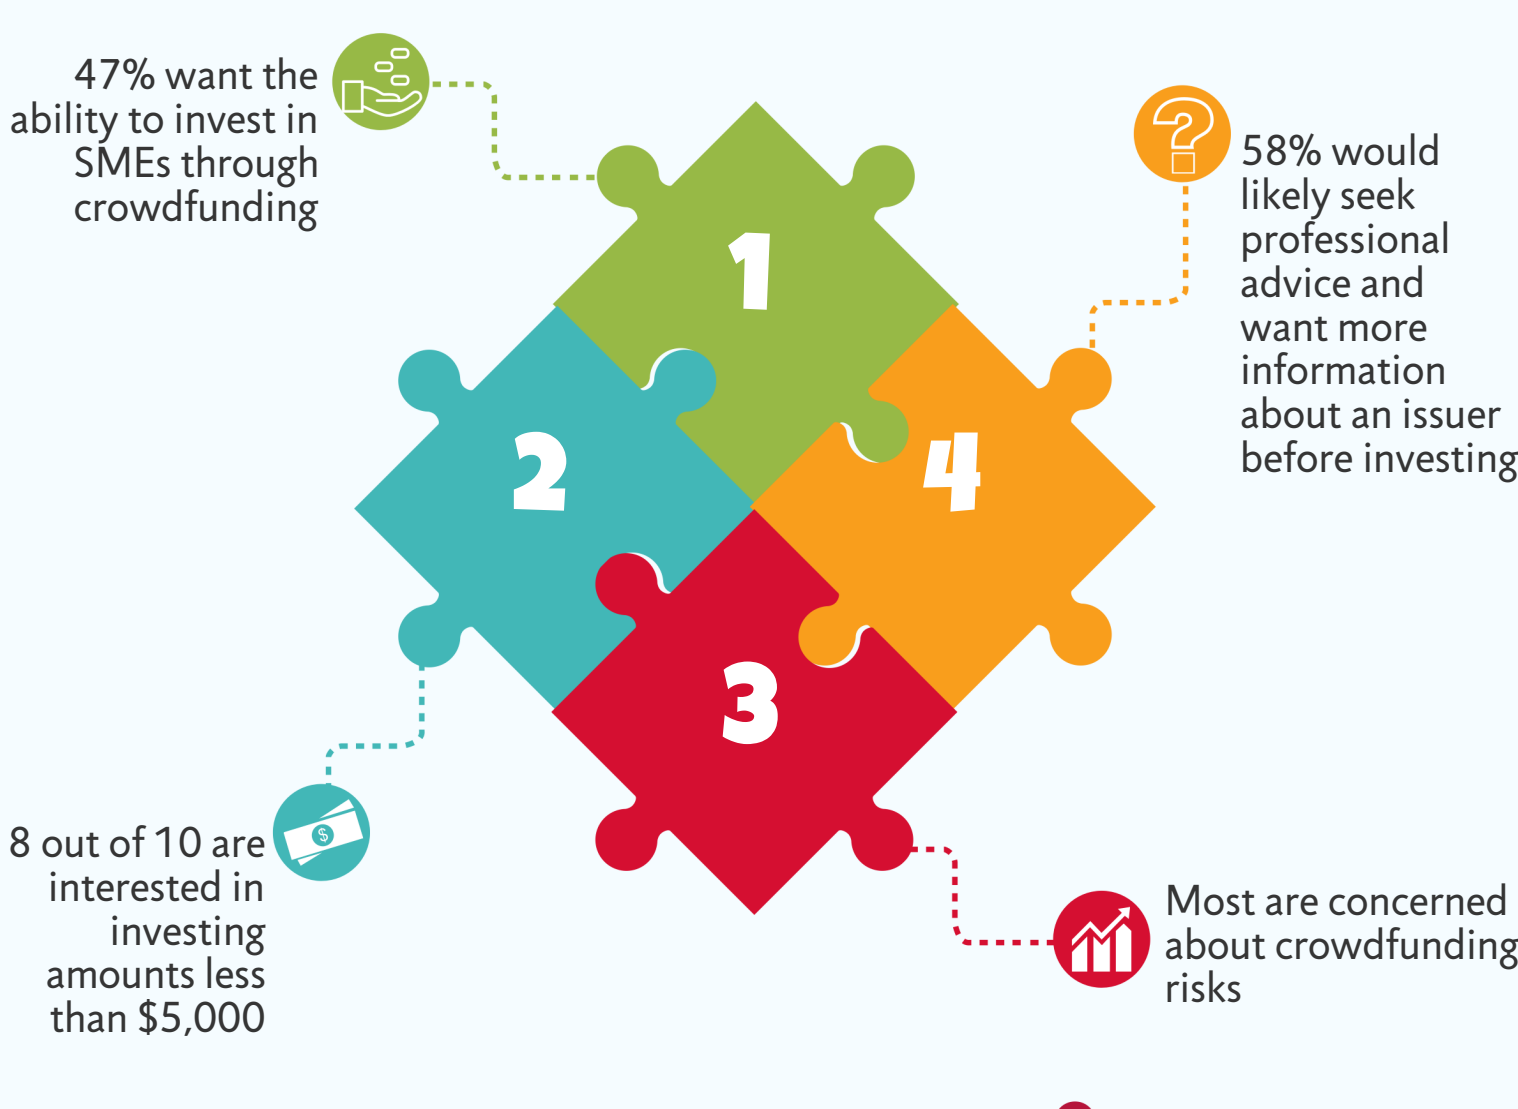 47% want the
ability to invest in
SMEs through
crowdfunding
1
58% would
likely seek
professional
advice and
want more
information
about an issuer
before investing
2
4
3
8 out of 10 are
interested in
investing
amounts less
than $5,000
$
Most are concerned
about crowdfunding
risks